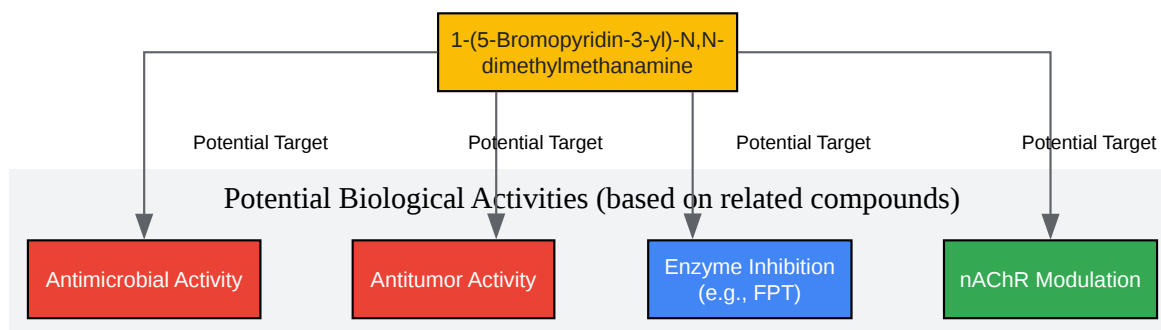 1-(5-Bromopyridin-3-yl)-N,N-
dimethylmethanamine
Potential Target
Potential Target
Potential Target
Potential Target
Potential Biological Activities (based on related compounds)
Antimicrobial Activity
Antitumor Activity
Enzyme Inhibition
(e.g., FPT)
nAChR Modulation